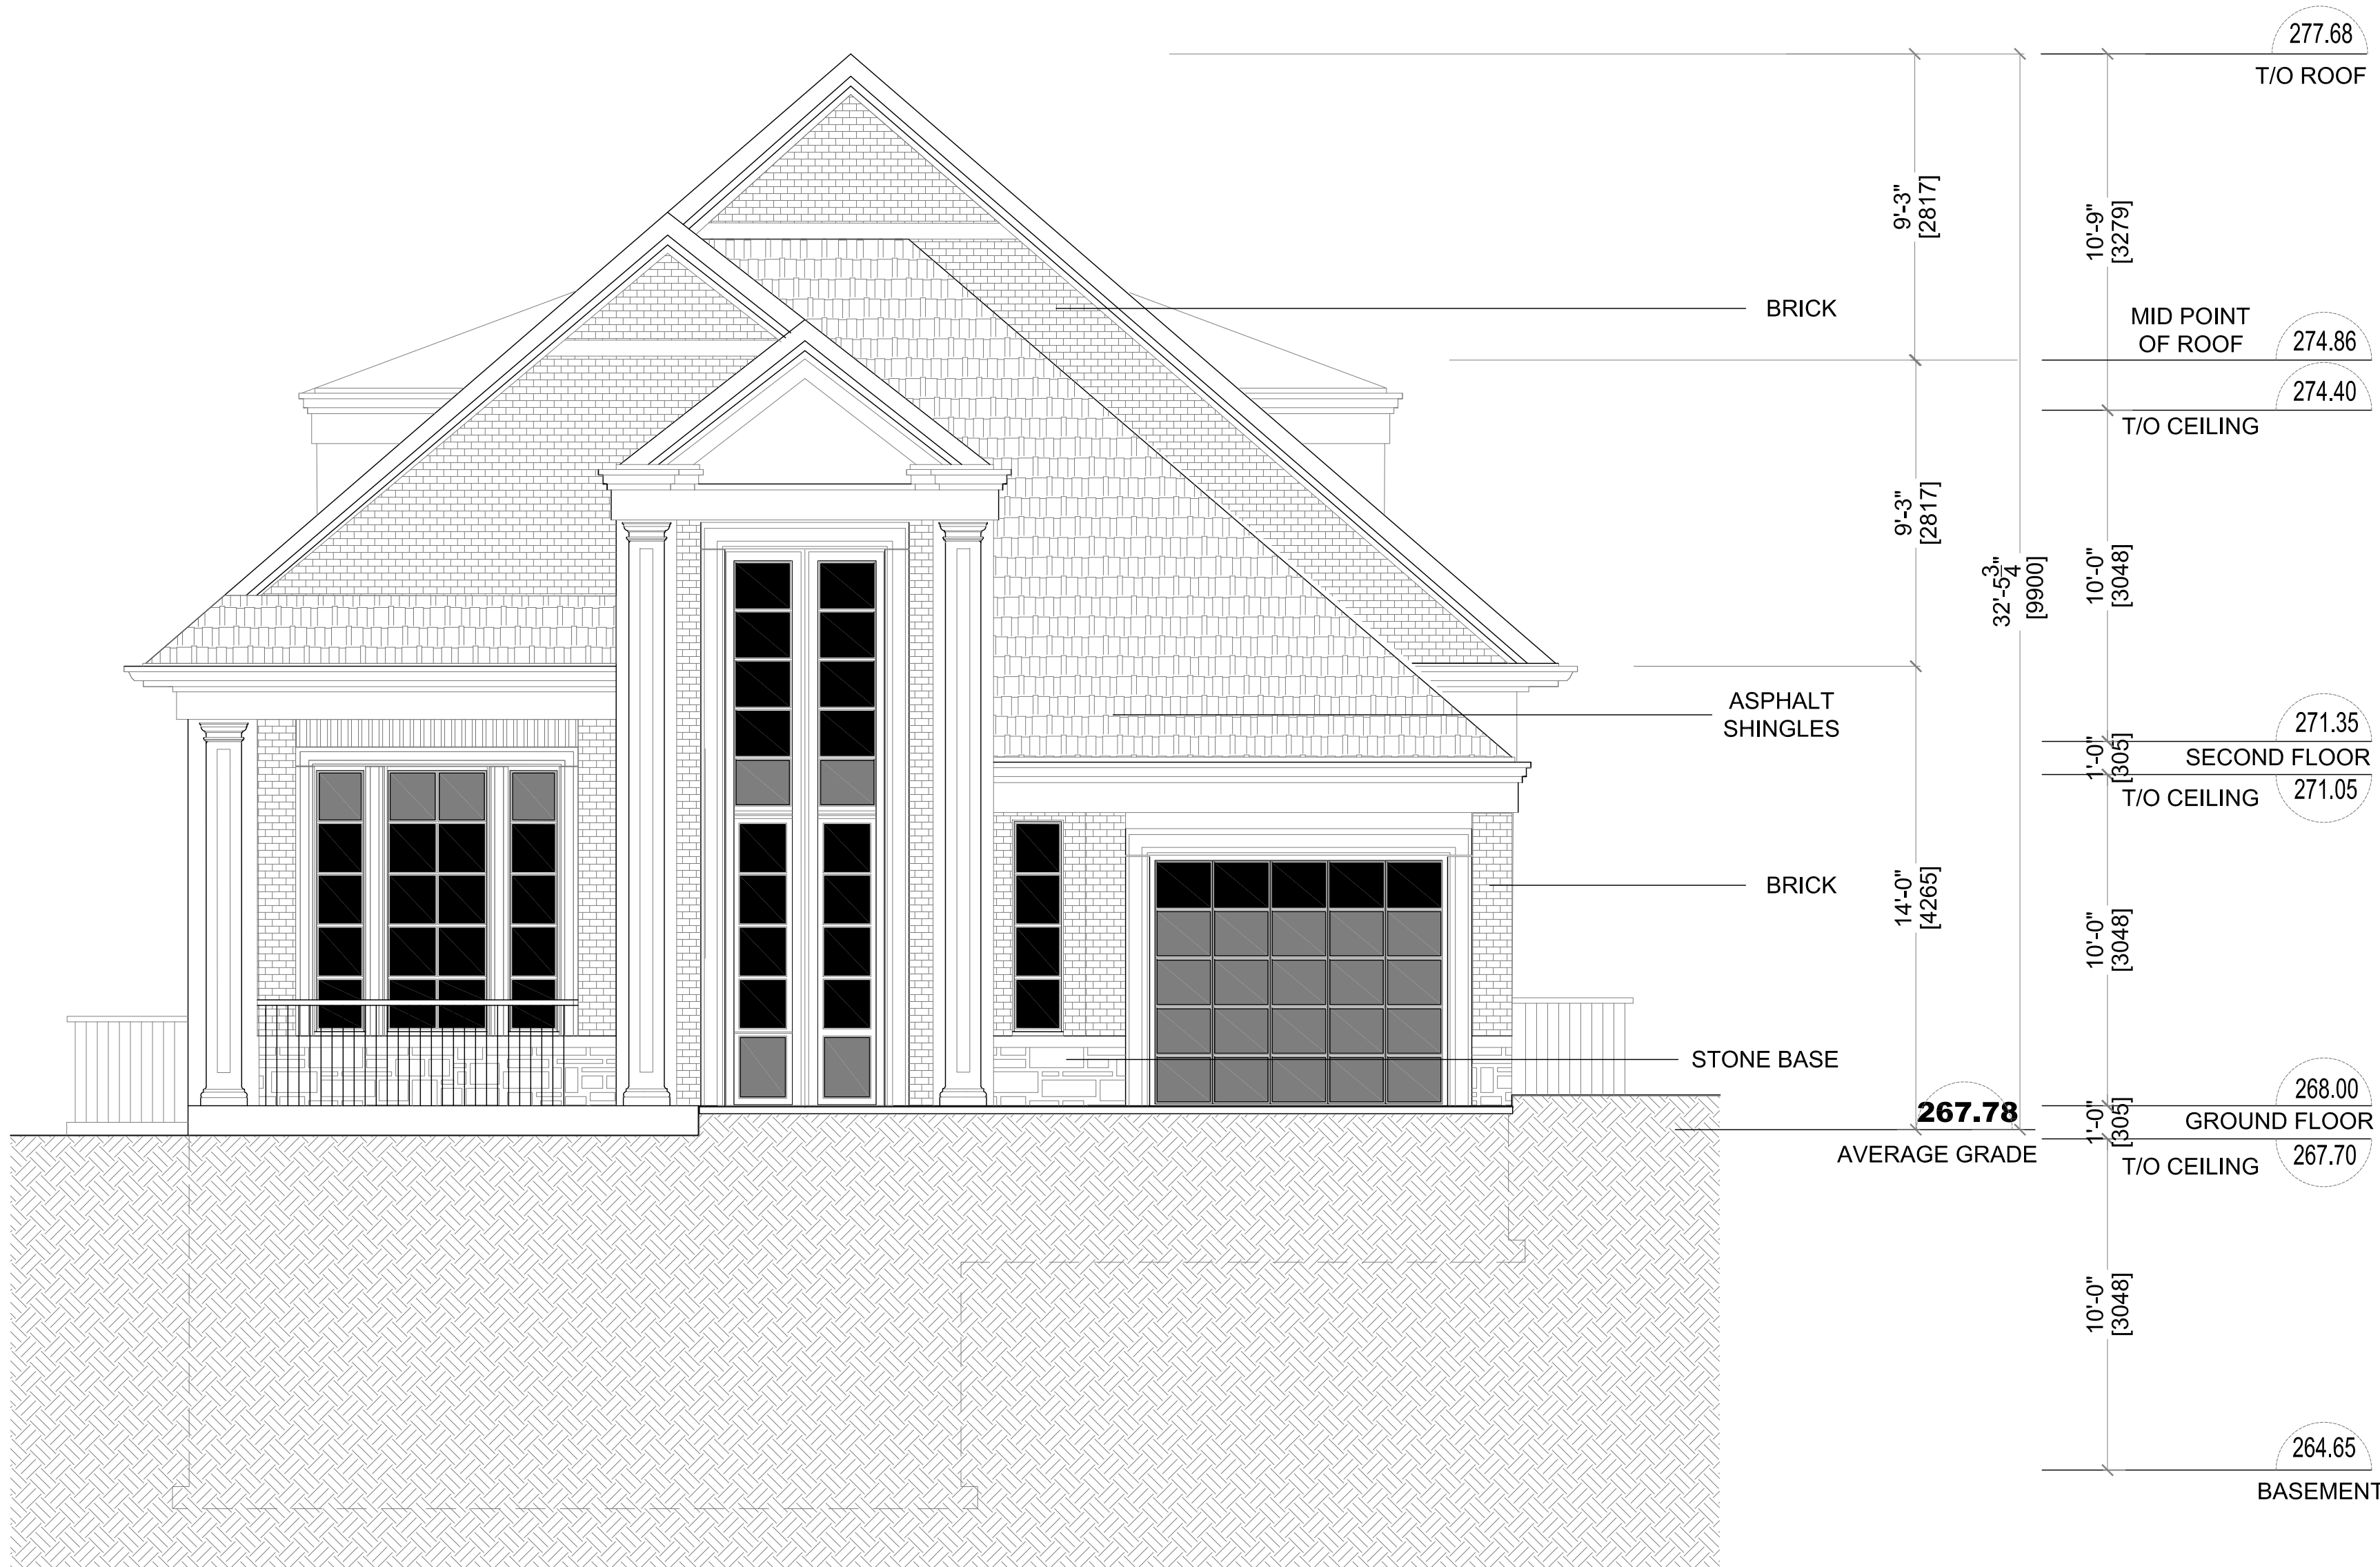 277.68
T/O ROOF
9'-3"
[2817]
10'-9"
[3279]
BRICK
MID POINT
OF ROOF
274.86
274.40
T/O CEILING
9'-3"
[2817]
32'-5 3/4"
[9900]
10'-0"
[3048]
ASPHALT
SHINGLES
271.35
1'-0"
[305]
SECOND FLOOR
T/O CEILING
271.05
BRICK
14'-0"
[4265]
10'-0"
[3048]
STONE BASE
268.00
267.78
1'-0"
[305]
GROUND FLOOR
AVERAGE GRADE
T/O CEILING
267.70
10'-0"
[3048]
264.65
BASEMENT